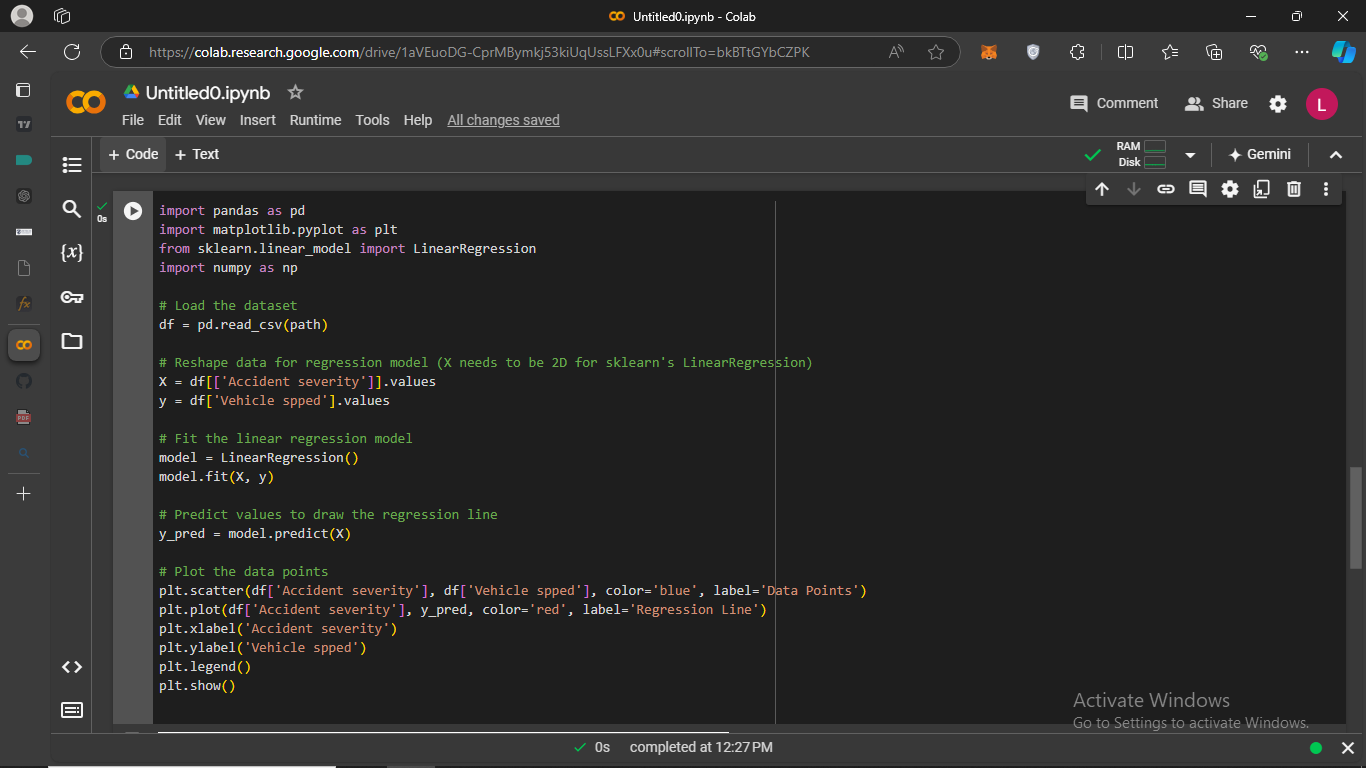 Untitled0.ipynb - Colab
https://colab.research.google.com/drive/1aVEuoDG-CprMBymkj53kiUqUssLFXx0u#scrollTo=bkBTtGYbCZPK
Untitled0.ipynb
Comment
Share
L
File Edit View Insert Runtime Tools Help All changes saved
+ Code + Text
RAM
Disk
Gemini
0s
import pandas as pd
import matplotlib.pyplot as plt
from sklearn.linear_model import LinearRegression
import numpy as np
# Load the dataset
df = pd.read_csv(path)
# Reshape data for regression model (X needs to be 2D for sklearn's LinearRegression)
X = df[['Accident severity']].values
y = df['Vehicle spped'].values
# Fit the linear regression model
model = LinearRegression()
model.fit(X, y)
# Predict values to draw the regression line
y_pred = model.predict(X)
# Plot the data points
plt.scatter(df['Accident severity'], df['Vehicle spped'], color='blue', label='Data Points')
plt.plot(df['Accident severity'], y_pred, color='red', label='Regression Line')
plt.xlabel('Accident severity')
plt.ylabel('Vehicle spped')
plt.legend()
plt.show()
Activate Windows
Go to Settings to activate Windows.
0s completed at 12:27 PM